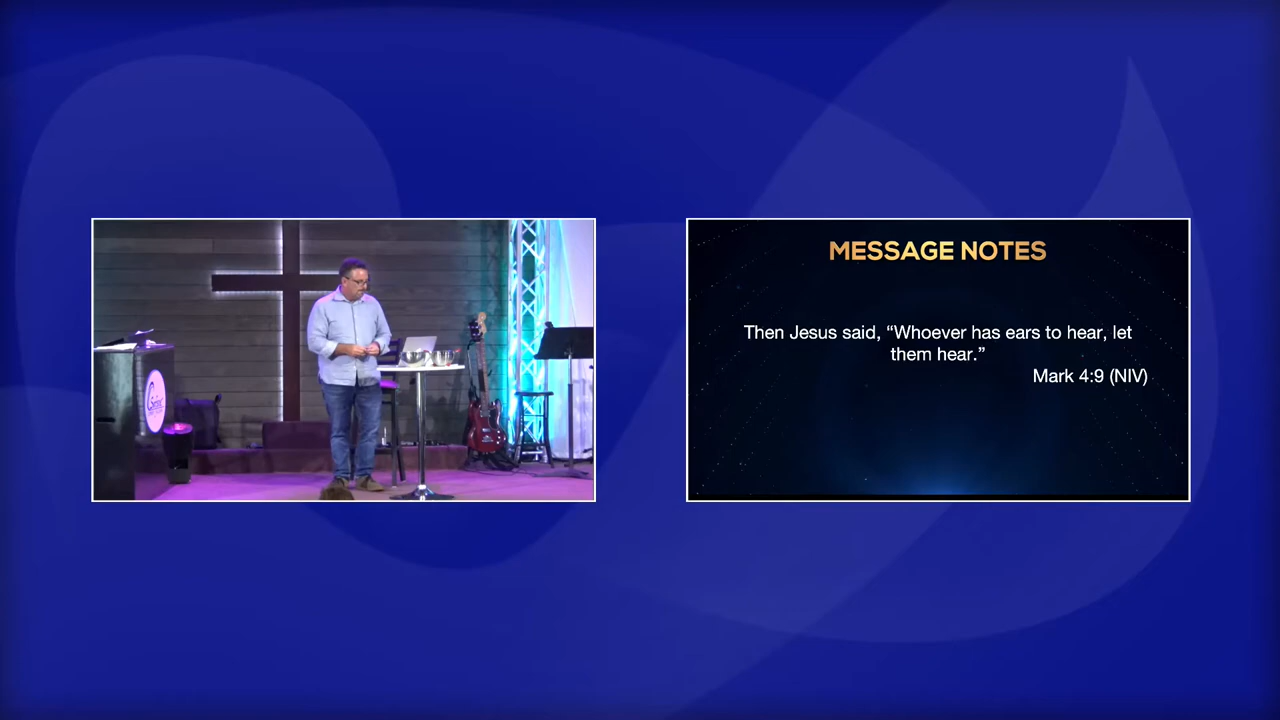 MESSAGE NOTES
Then Jesus said, “Whoever has ears to hear, let
them hear.”
Mark 4:9 (NIV)